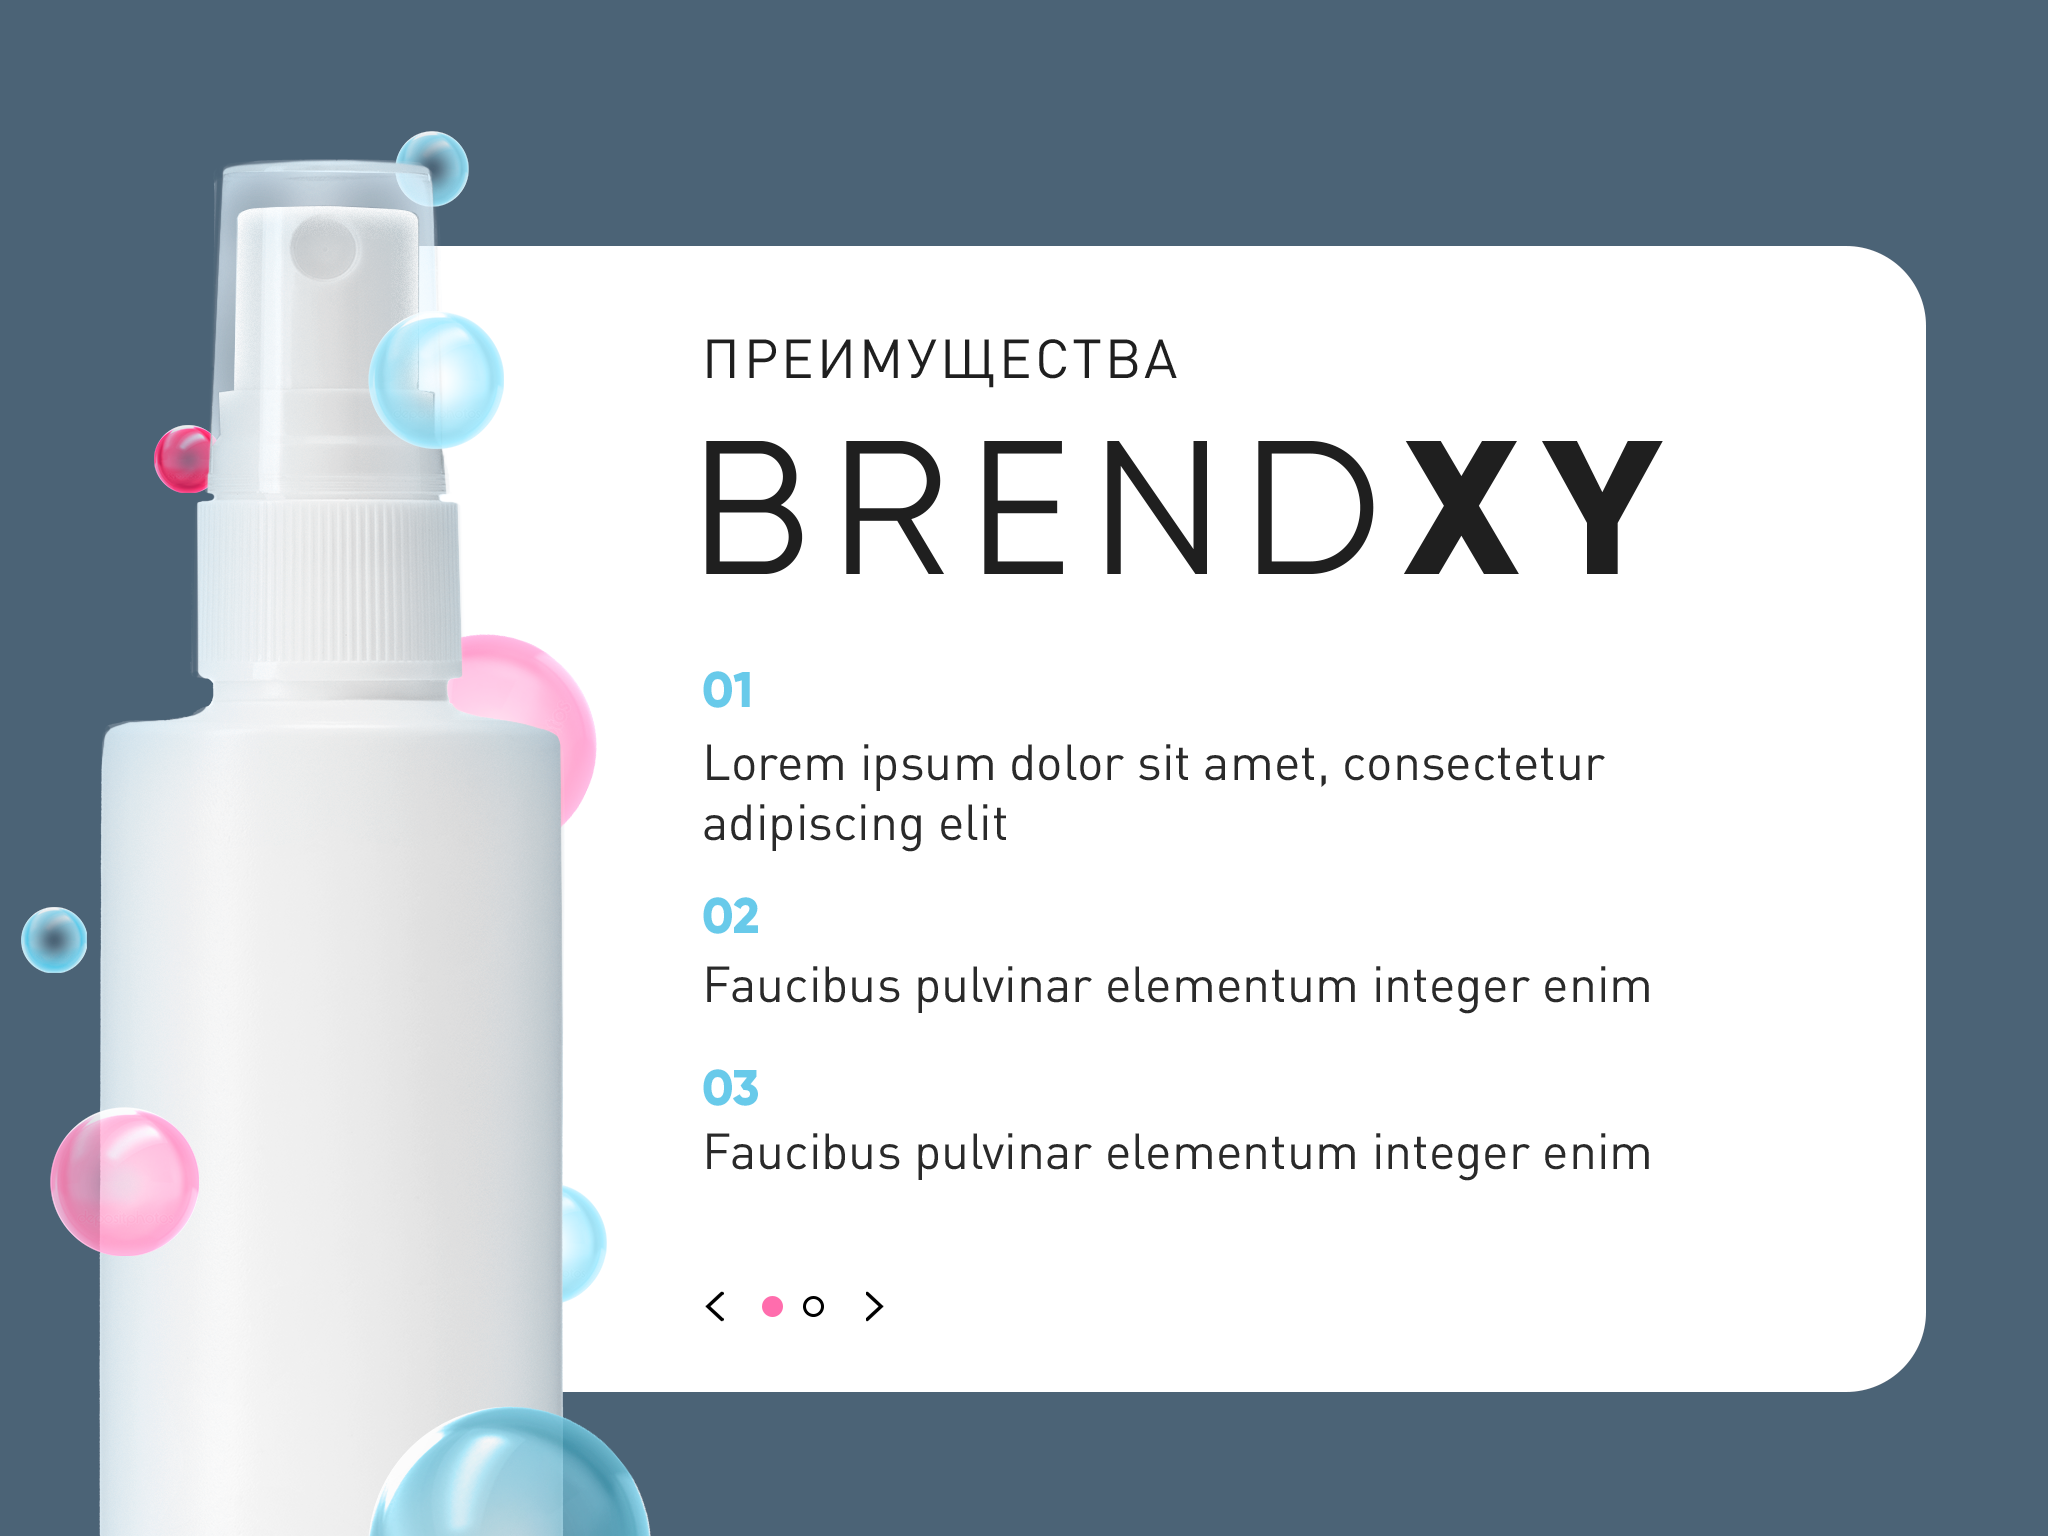 ПРЕИМУЩЕСТВА
BRENDXY
01
Lorem ipsum dolor sit amet, consectetur
adipiscing elit
02
Faucibus pulvinar elementum integer enim
03
Faucibus pulvinar elementum integer enim